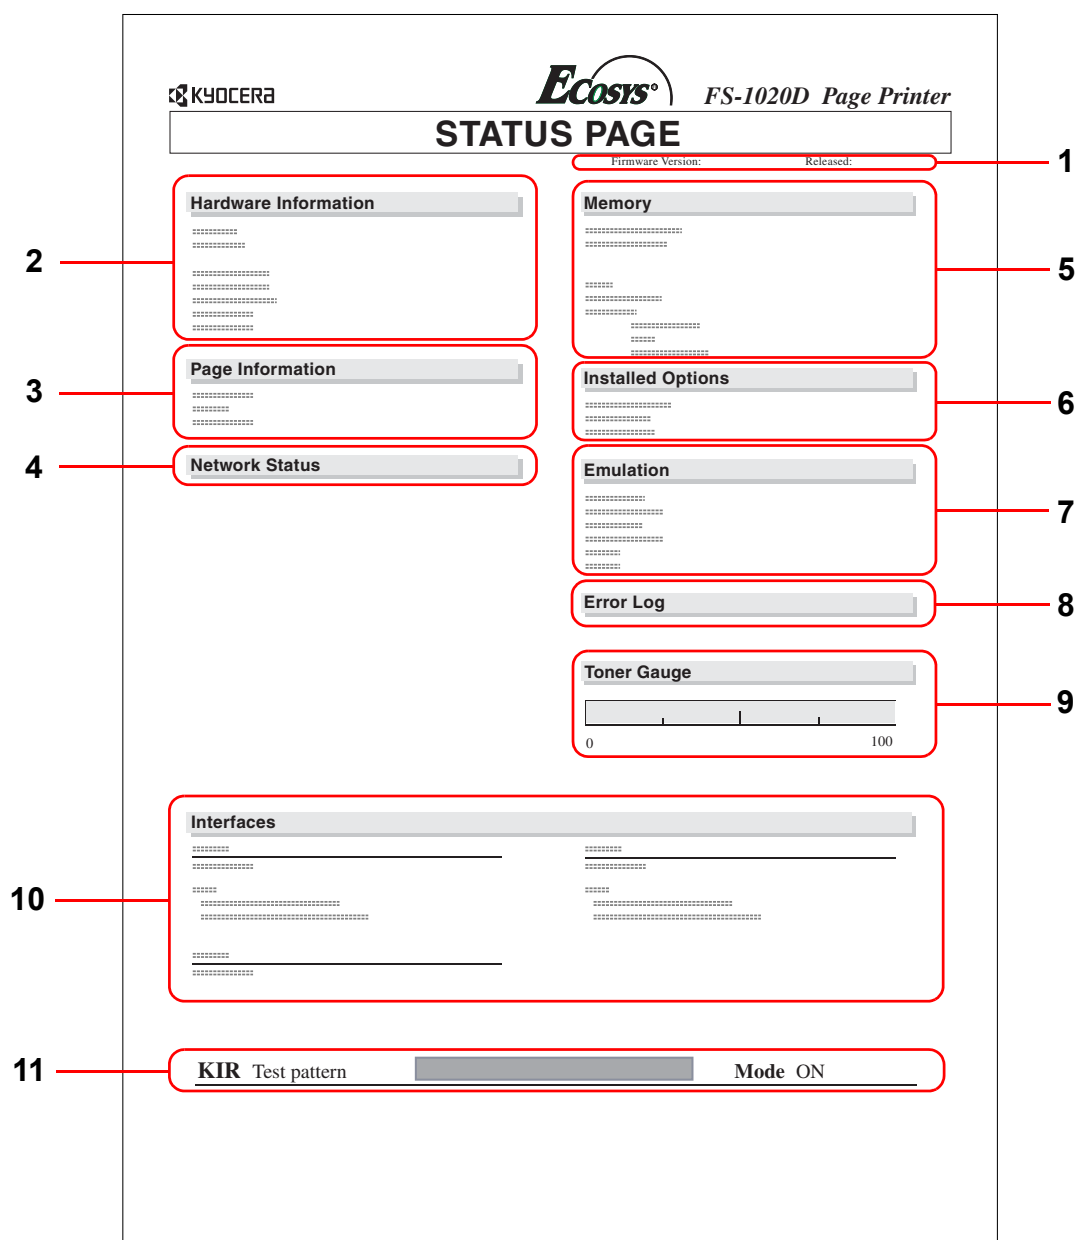 KYOCERA
ECOSYS
FS-1020D Page Printer
STATUS PAGE
Firmware Version: Released:
1
Hardware Information
2
Page Information
3
Network Status
4
Memory
5
Installed Options
6
Emulation
7
Error Log
8
Toner Gauge
0 100
9
Interfaces
10
KIR Test pattern Mode ON
11